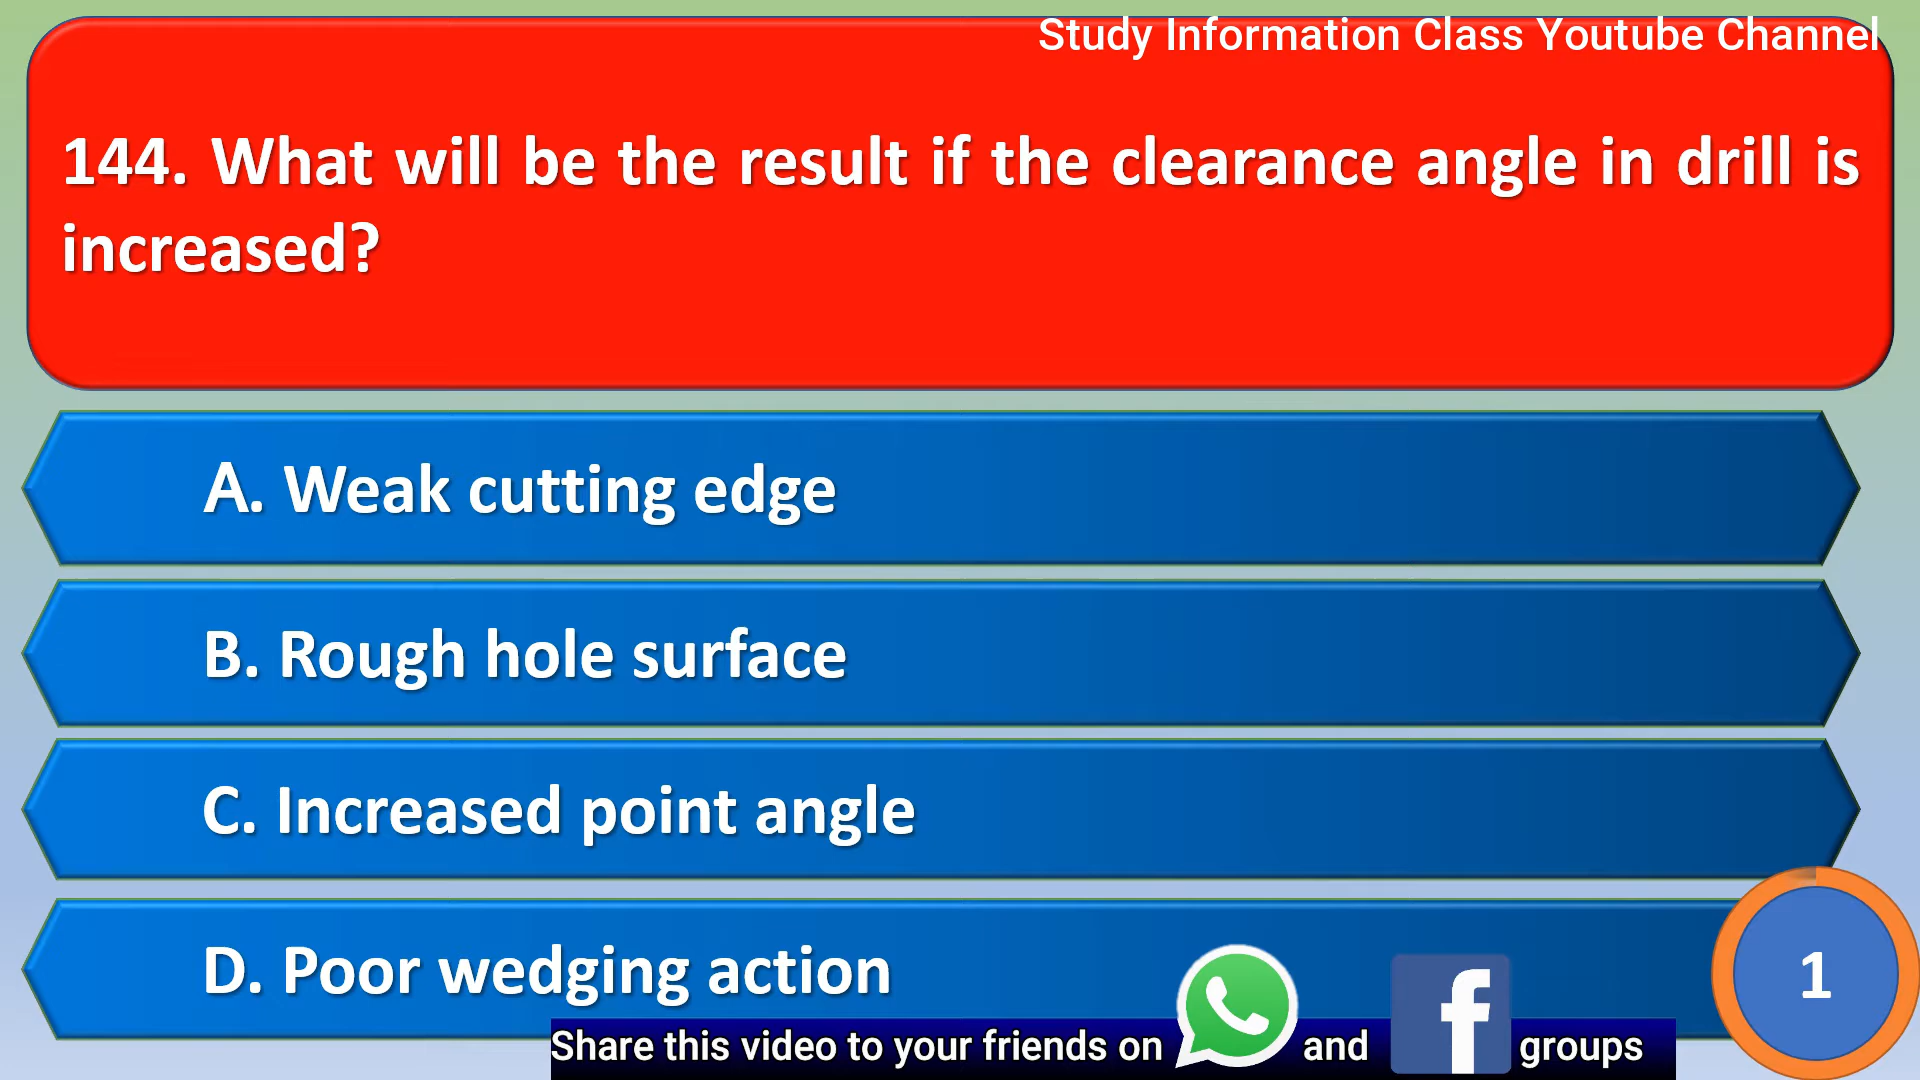 Study Information Class Youtube Channel
144. What will be the result if the clearance angle in drill is
increased?
A. Weak cutting edge
B. Rough hole surface
C. Increased point angle
D. Poor wedging action
1
Share this video to your friends on and f groups